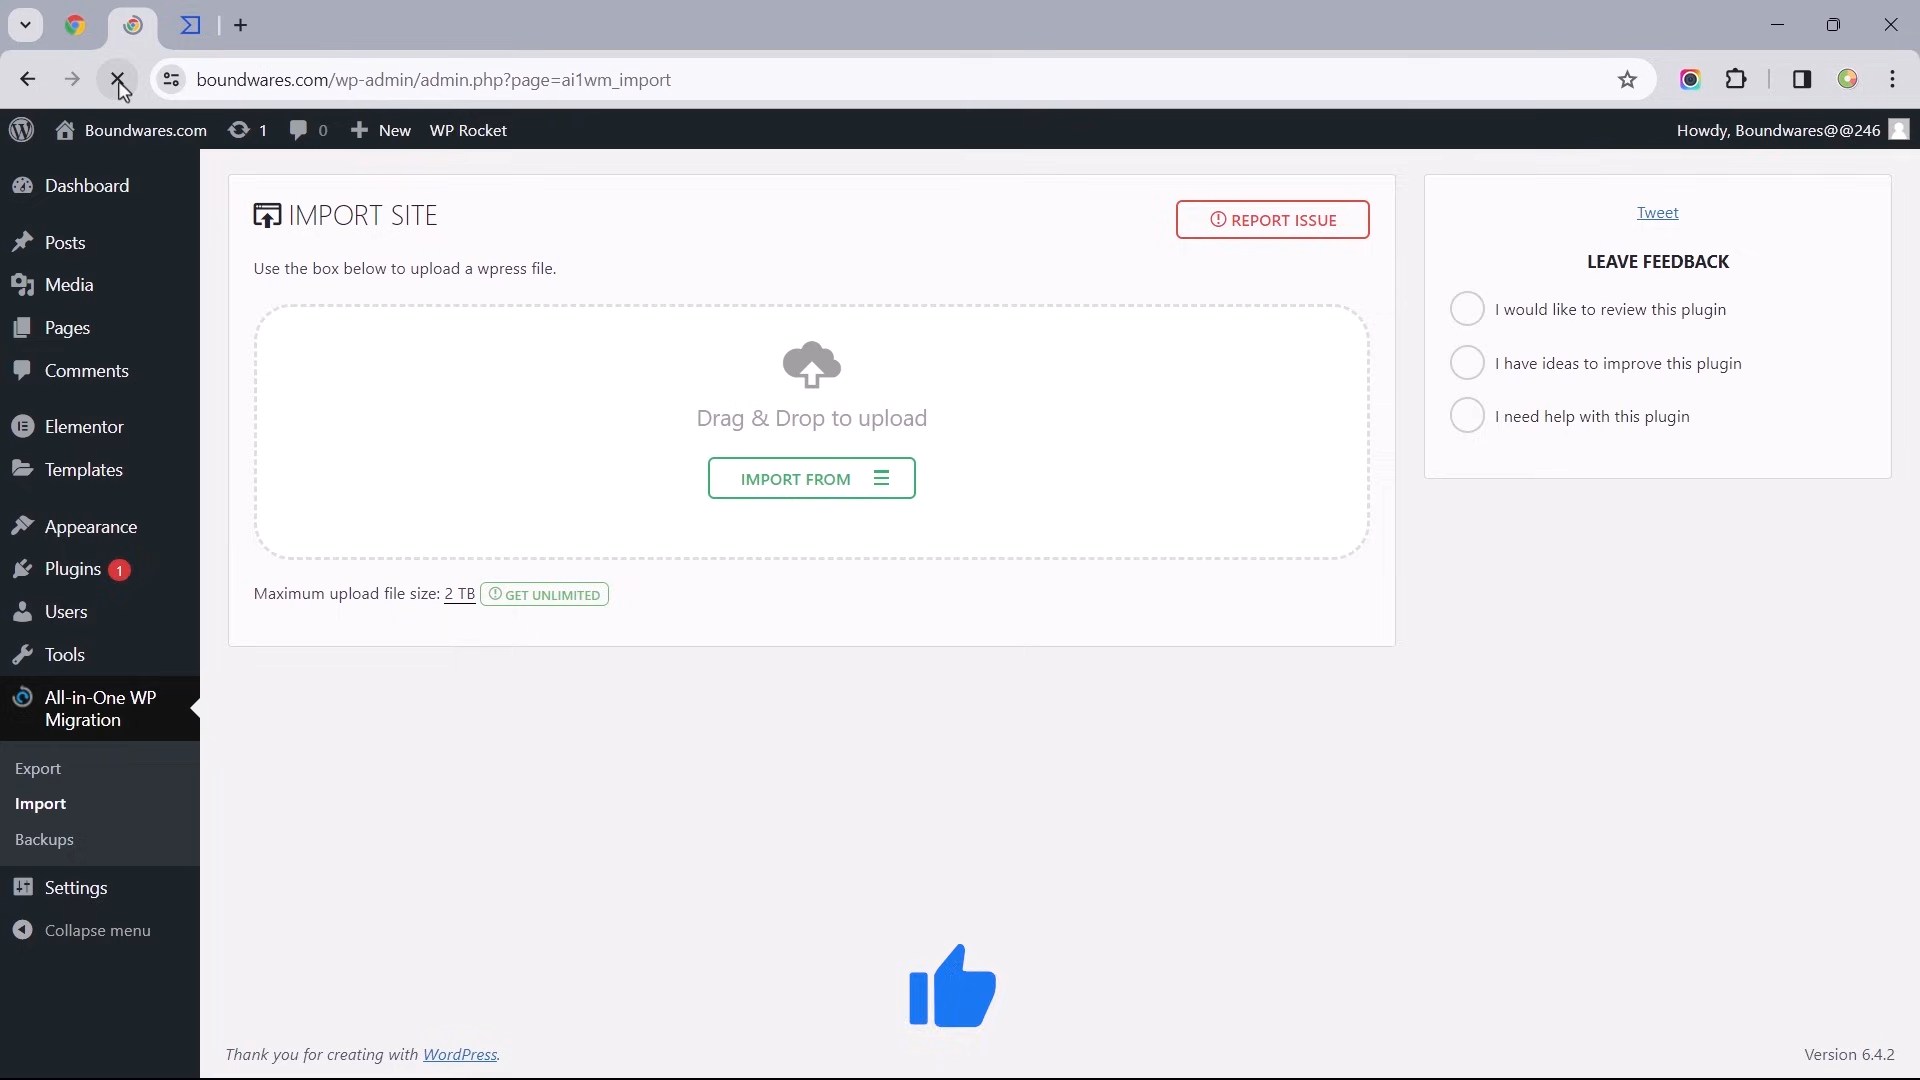 boundwares.com/wp-admin/admin.php?page=ai1wm_import
Boundwares.com 1 0 New WP Rocket Howdy, Boundwares@@246
Dashboard
Posts
Media
Pages
Comments
Elementor
Templates
Appearance
Plugins 1
Users
Tools
All-in-One WP
Migration
Export
Import
Backups
Settings
Collapse menu
IMPORT SITE
REPORT ISSUE
Use the box below to upload a wpress file.
Drag & Drop to upload
IMPORT FROM
Maximum upload file size: 2 TB GET UNLIMITED
Tweet
LEAVE FEEDBACK
I would like to review this plugin
I have ideas to improve this plugin
I need help with this plugin
Thank you for creating with WordPress.
Version 6.4.2